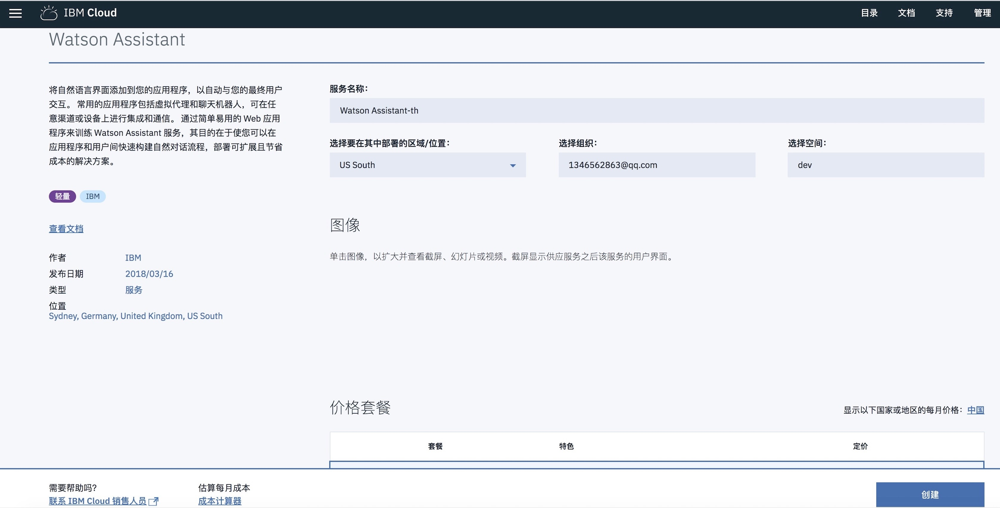 IBM Cloud
目录
文档
支持
管理
Watson Assistant
将自然语言界面添加到您的应用程序，以自动与您的最终用户
交互。 常用的应用程序包括虚拟代理和聊天机器人，可在任
意渠道或设备上进行集成和通信。 通过简单易用的 Web 应用
程序来训练 Watson Assistant 服务，其目的在于使您可以在
应用程序和用户间快速构建自然对话流程，部署可扩展且节省
成本的解决方案。
轻量
IBM
查看文档
作者 IBM
发布日期 2018/03/16
类型 服务
位置
Sydney, Germany, United Kingdom, US South
服务名称：
Watson Assistant-th
选择要在其中部署的区域/位置：
US South
选择组织：
1346562863@qq.com
选择空间：
dev
图像
单击图像，以扩大并查看截屏、幻灯片或视频。截屏显示供应服务之后该服务的用户界面。
价格套餐
显示以下国家或地区的每月价格： 中国
套餐 特色 定价
需要帮助吗?
联系 IBM Cloud 销售人员
估算每月成本
成本计算器
创建